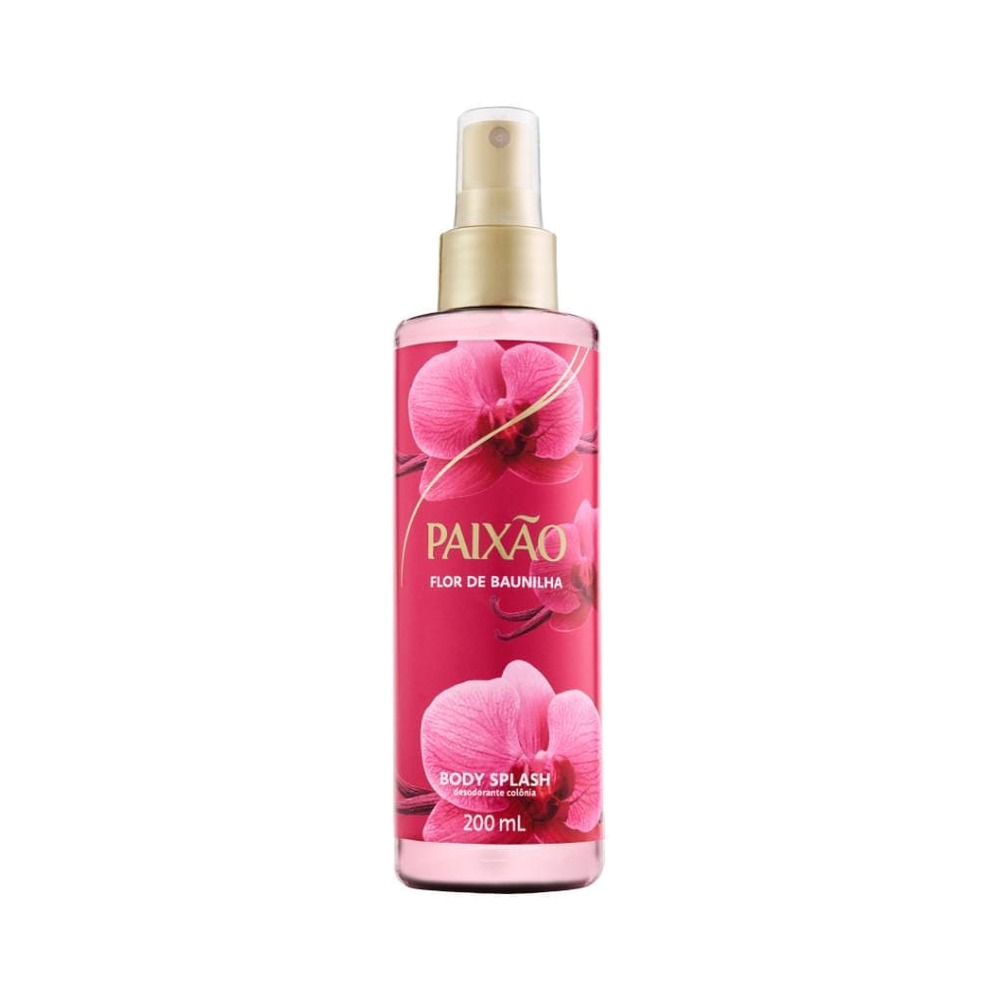 PAIXÃO
FLOR DE BAUNILHA
BODY SPLASH
desodorante colônia
200 mL